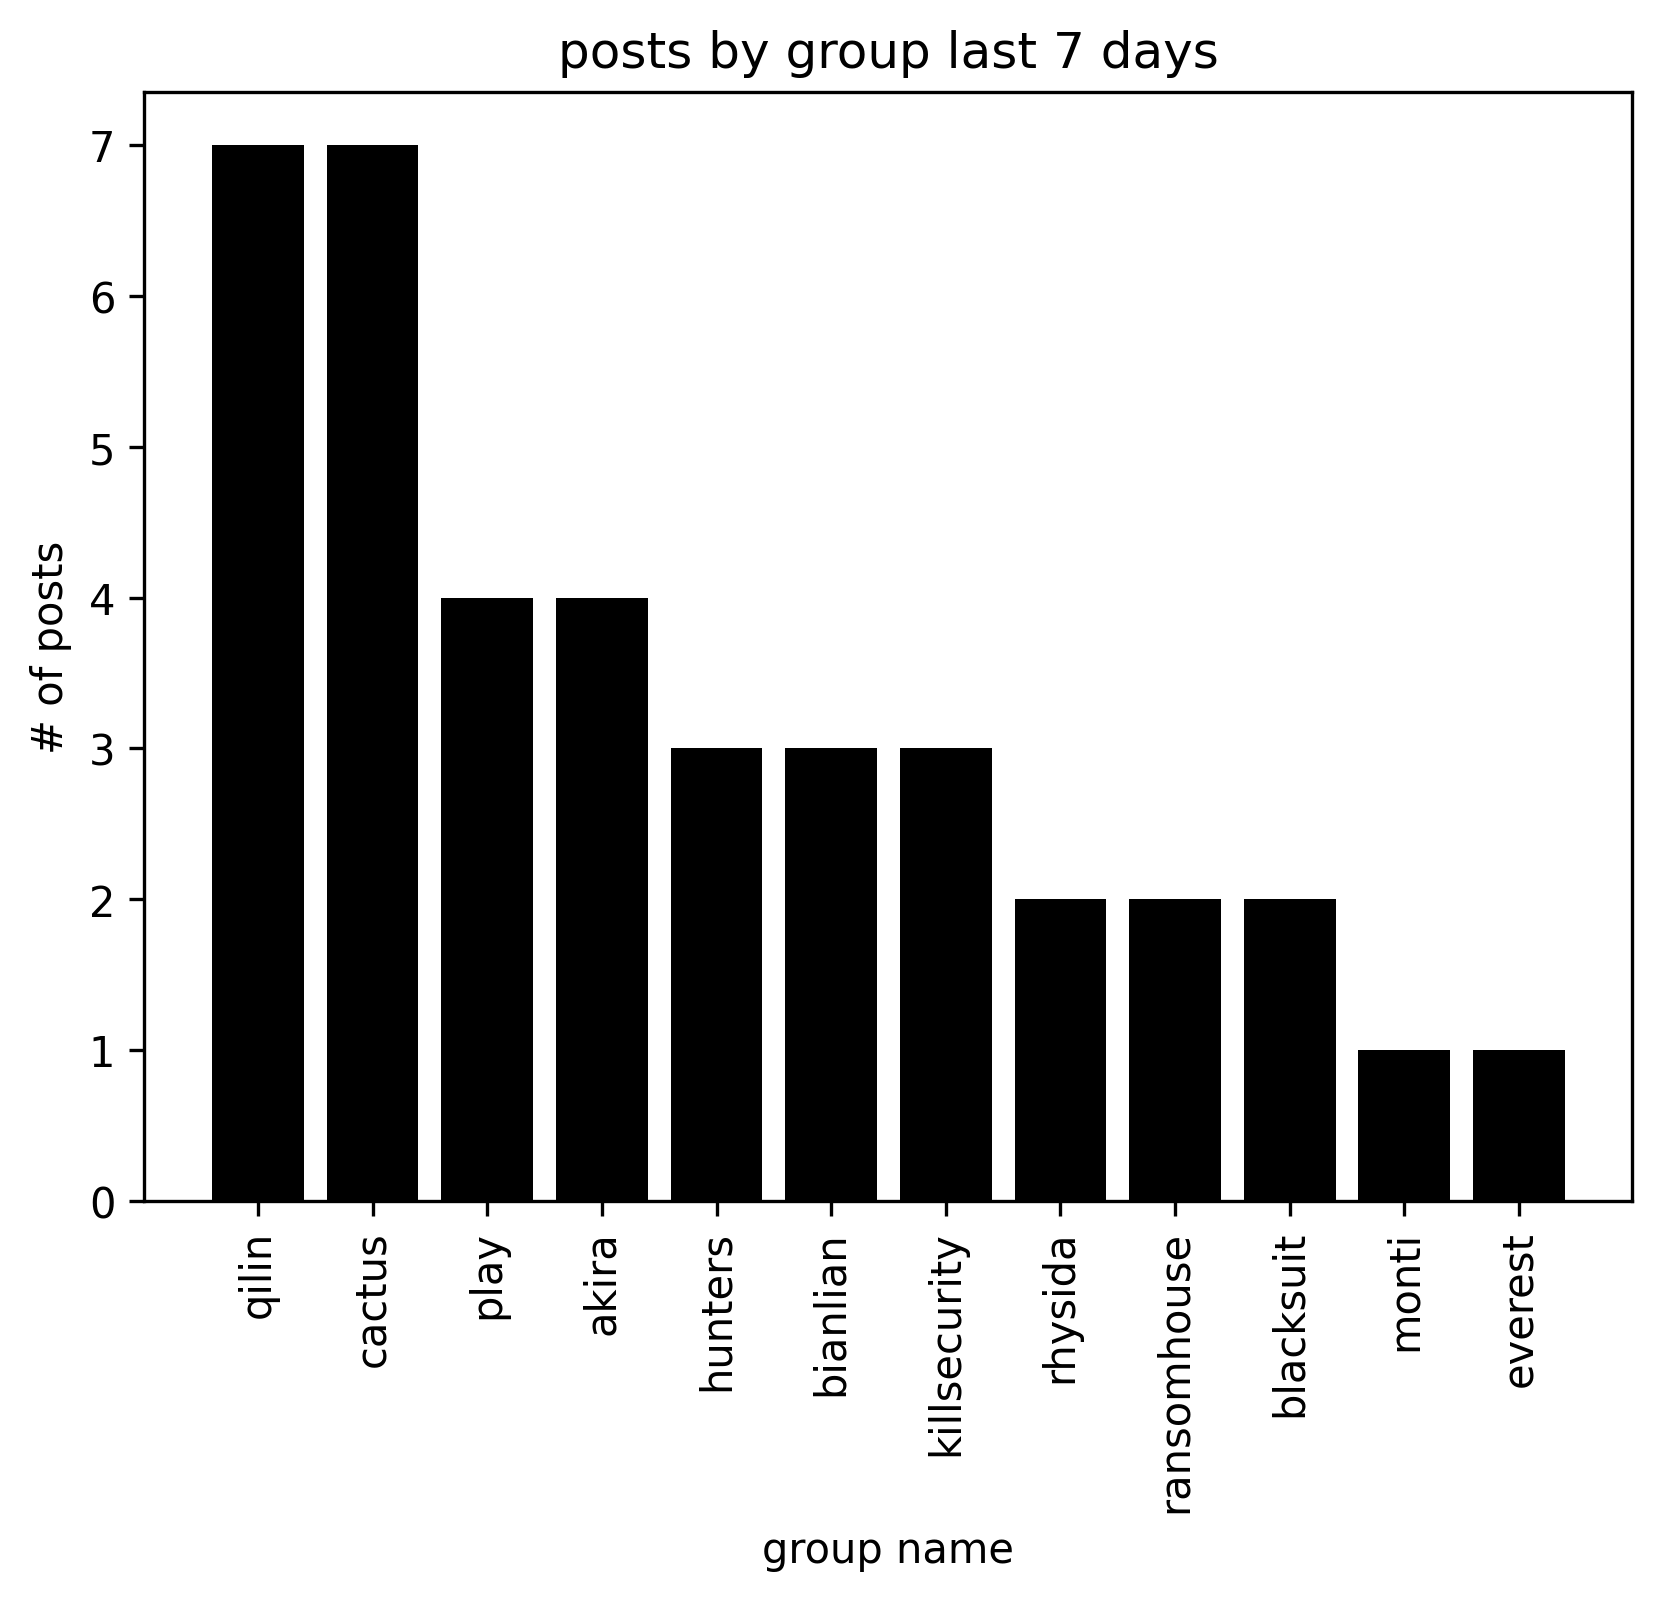 posts by group last 7 days
# of posts
7
6
5
4
3
2
1
0
qilin
cactus
play
akira
hunters
bianlian
killsecurity
rhysida
ransomhouse
blacksuit
monti
everest
group name